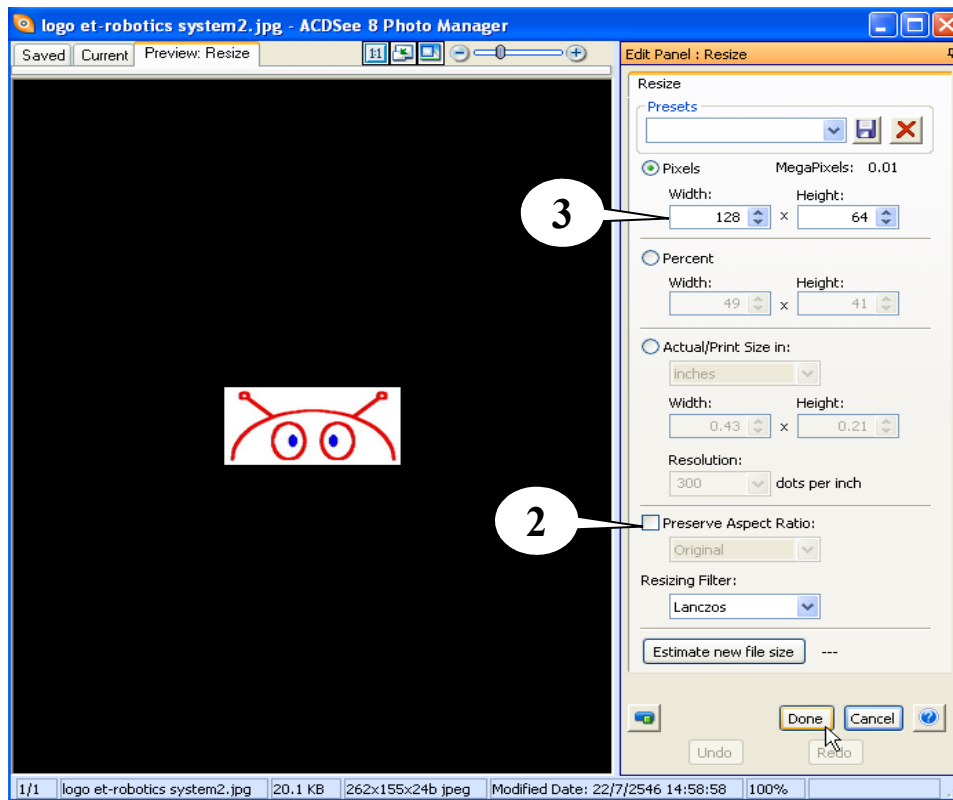 logo et-robotics system2.jpg - ACDSee 8 Photo Manager
Saved Current Preview: Resize 1:1
Edit Panel : Resize
Resize
Presets
Pixels MegaPixels: 0.01
Width: Height:
3
128 x 64
Percent
Width: Height:
49 x 41
Actual/Print Size in:
inches
Width: Height:
0.43 x 0.21
Resolution:
300 dots per inch
2
Preserve Aspect Ratio:
Original
Resizing Filter:
Lanczos
Estimate new file size ---
Done Cancel ?
Undo Redo
1/1 logo et-robotics system2.jpg 20.1 KB 262x155x24b jpeg Modified Date: 22/7/2546 14:58:58 100%